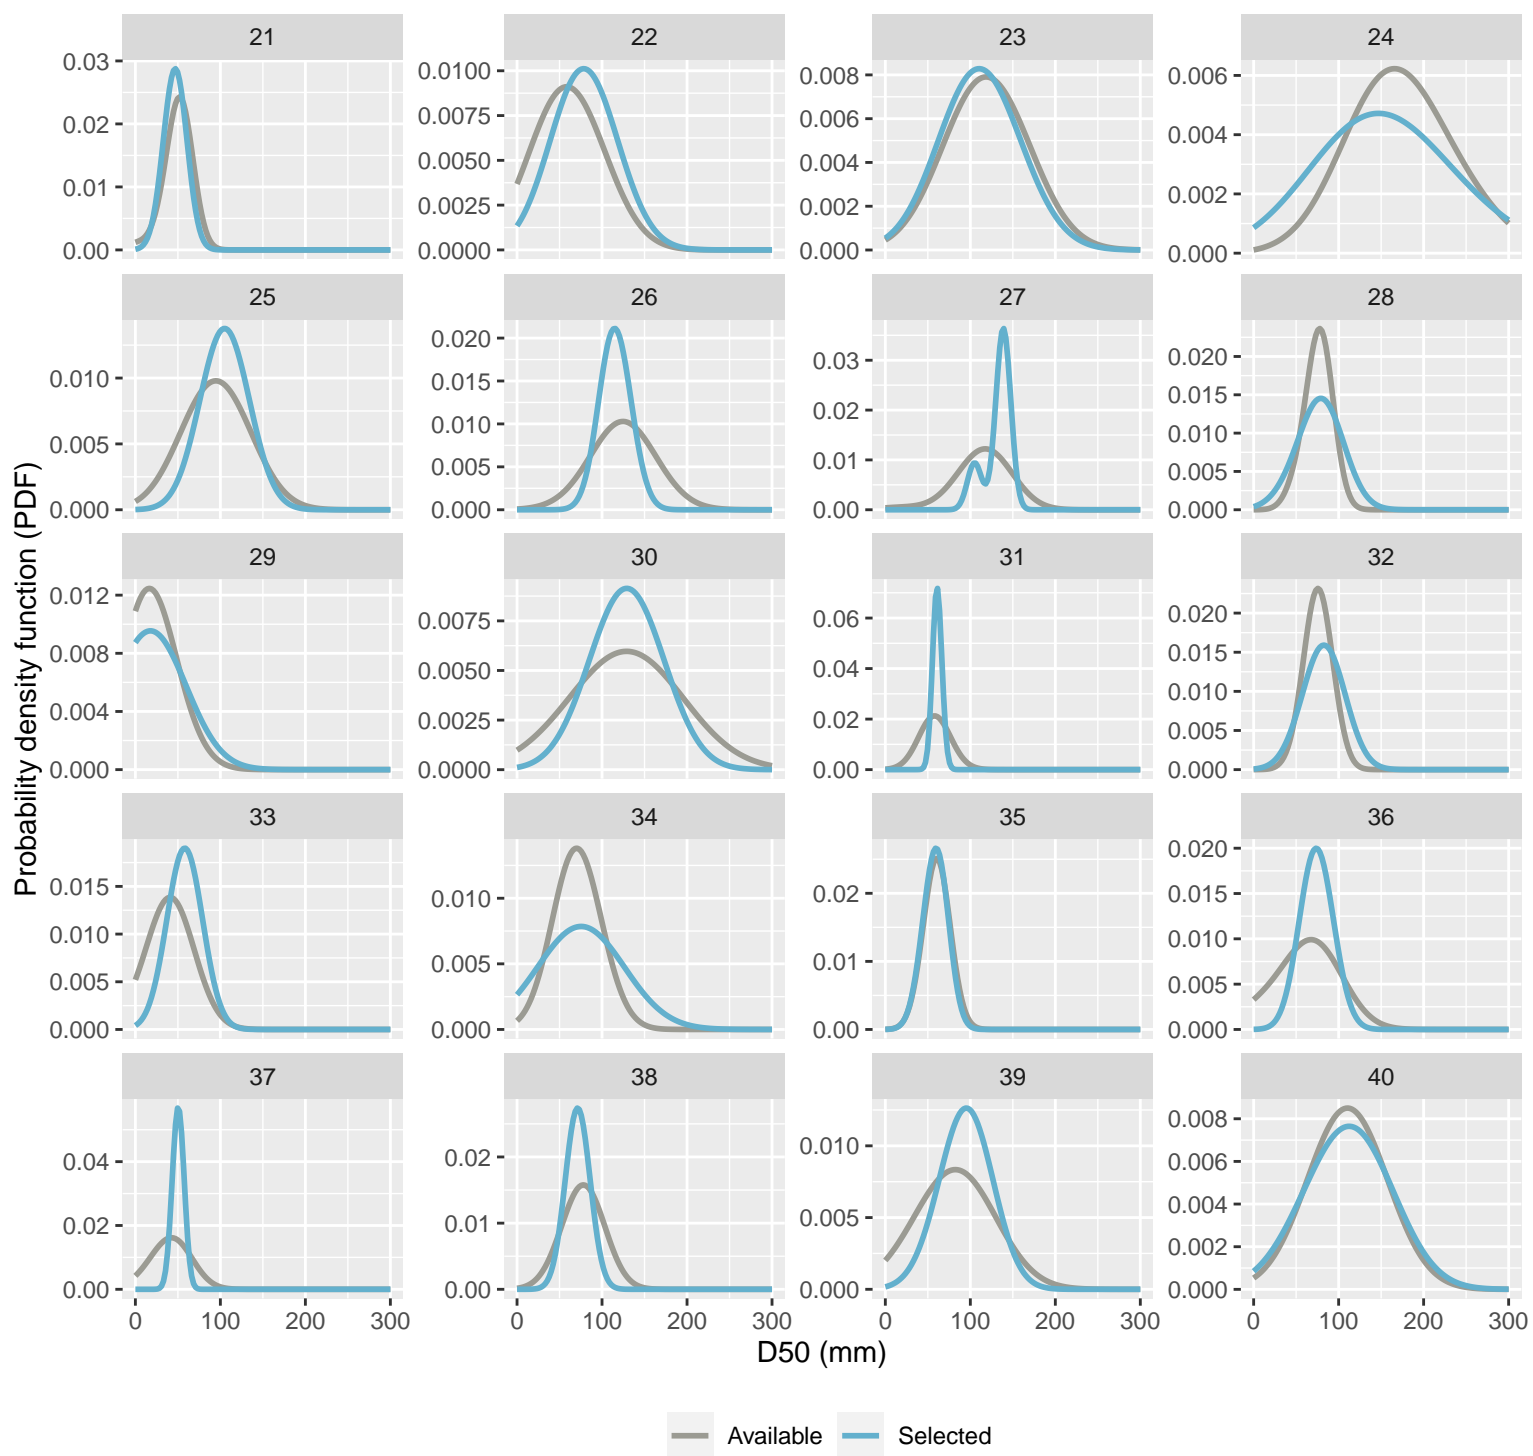 21 22 23 24
0.03 0.0100 0.008 0.006
0.02 0.0075 0.006 0.004
0.01 0.0050 0.004 0.002
0.00 0.0025 0.002 0.000
0.0000 0.000
25 26 27 28
0.010 0.020 0.03 0.020
0.005 0.015 0.02 0.015
0.000 0.010 0.01 0.010
0.005 0.00 0.005
0.000 0.000
29 30 31 32
0.012 0.0075 0.06 0.020
0.008 0.0050 0.04 0.015
0.004 0.0025 0.02 0.010
0.000 0.0000 0.00 0.005
0.000
Probability density function (PDF)
33 34 35 36
0.015 0.010 0.02 0.020
0.010 0.005 0.01 0.015
0.005 0.000 0.00 0.010
0.000 0.005
0.000
37 38 39 40
0.04 0.02 0.010 0.008
0.02 0.01 0.005 0.006
0.00 0.00 0.000 0.004
0.002
0.000
0 100 200 300 0 100 200 300 0 100 200 300 0 100 200 300
D50 (mm)
Available Selected